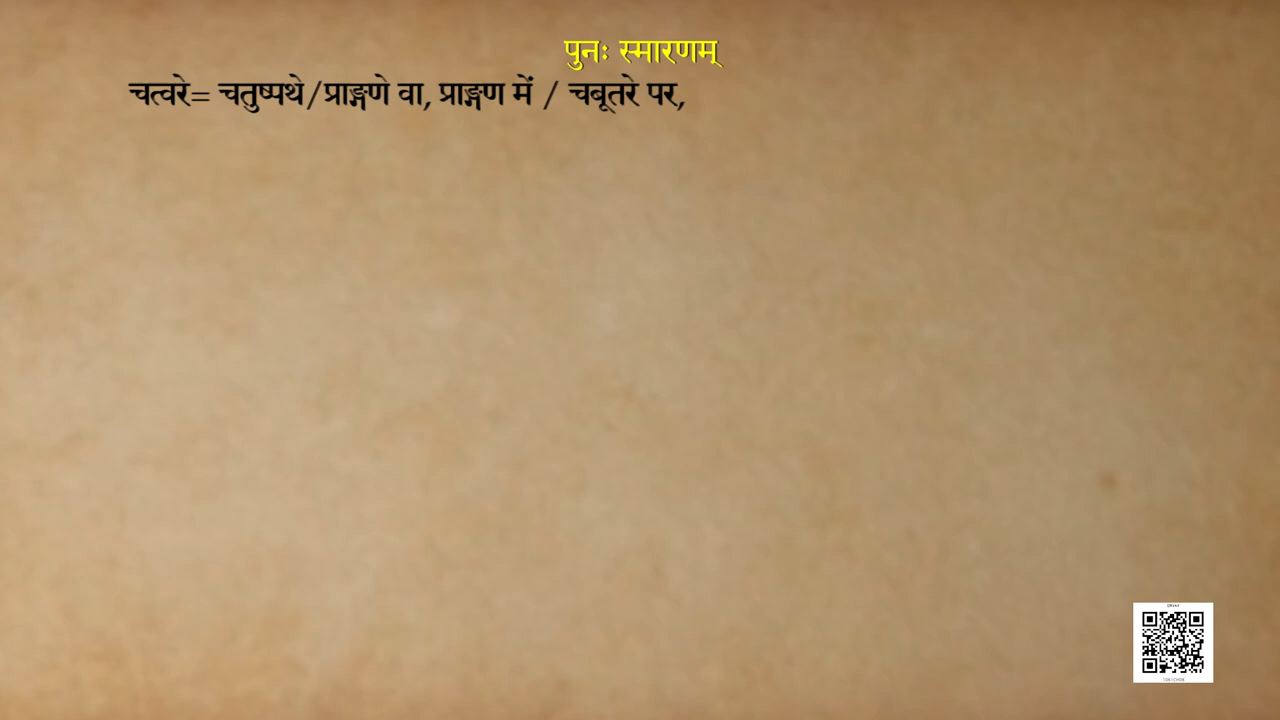 पुनः स्मारणम्
चत्वरे= चतुष्पथे/प्राङ्गणे वा, प्राङ्गण में / चबूतरे पर,